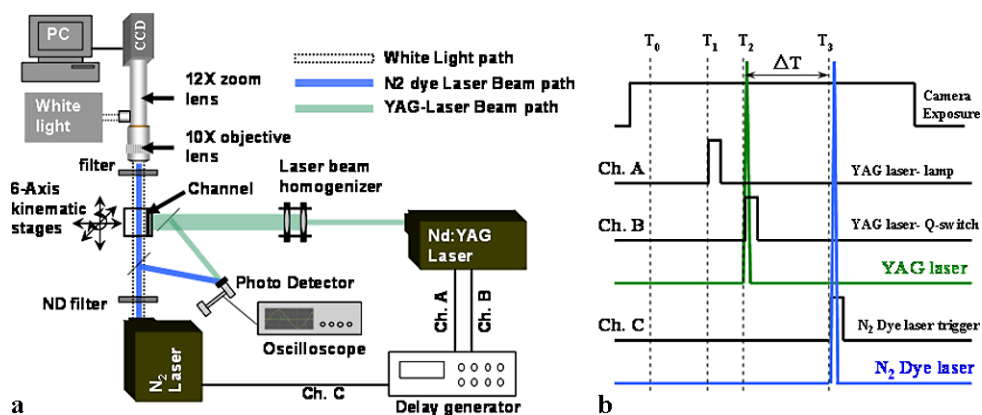 PC
CCD
White Light path
N2 dye Laser Beam path
YAG-Laser Beam path
12X zoom
lens
White
light
10X objective
lens
filter
Channel
Laser beam
homogenizer
6-Axis
kinematic
stages
Nd:YAG
Laser
Photo Detector
ND filter
Ch. A
Ch. B
Oscilloscope
N2
Laser
Ch. C
Delay generator
a
T0
T1
T2
T3
ΔT
Camera
Exposure
Ch. A
YAG laser- lamp
Ch. B
YAG laser- Q-switch
YAG laser
Ch. C
N2 Dye laser trigger
N2 Dye laser
b